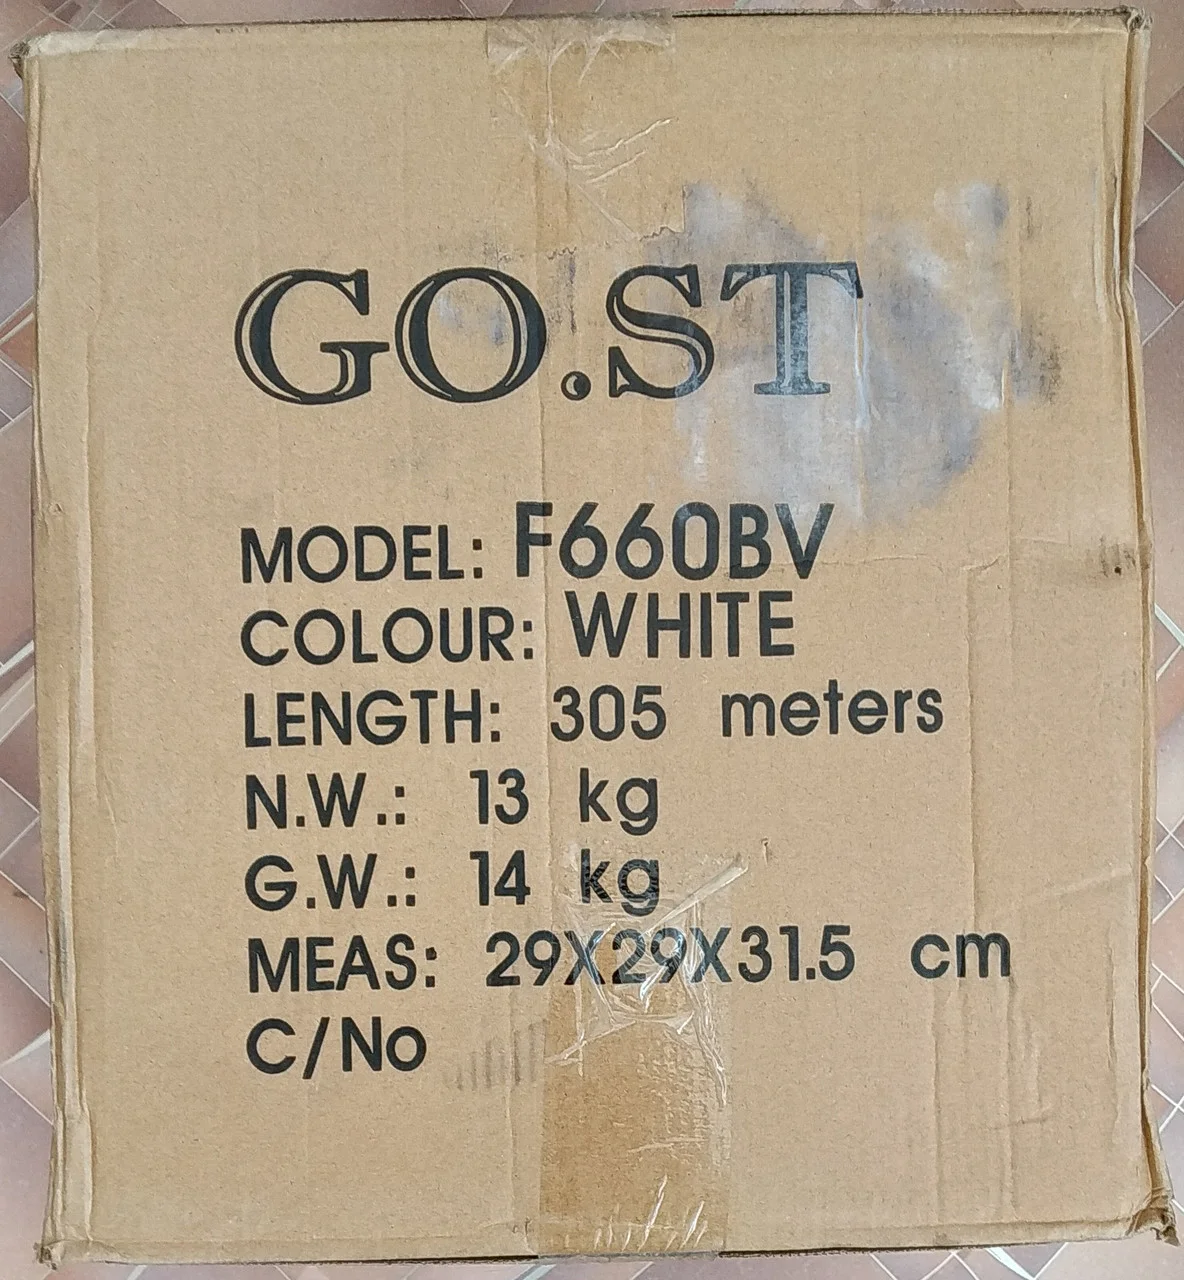 GO.ST
MODEL: F660BV
COLOUR: WHITE
LENGTH: 305 meters
N.W.: 13 kg
G.W.: 14 kg
MEAS: 29X29X31.5 cm
C/No